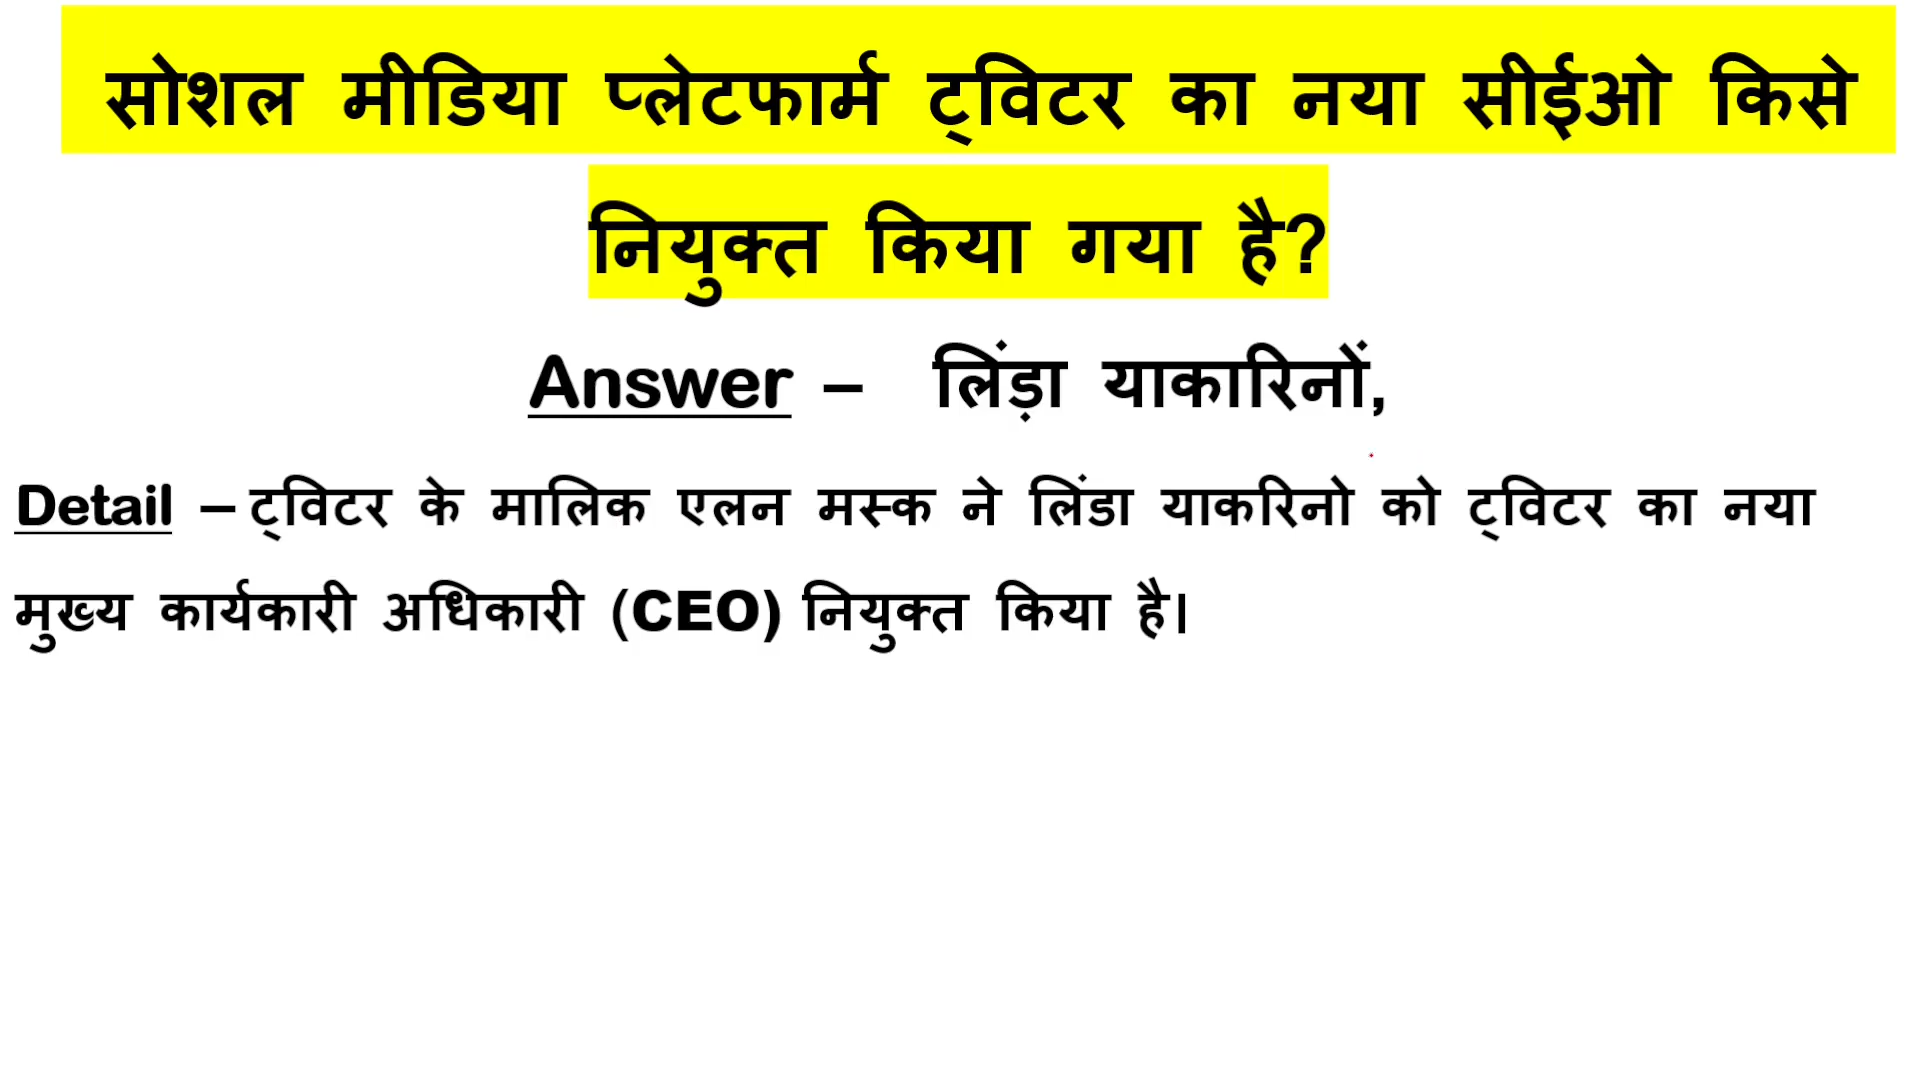 सोशल मीडिया प्लेटफार्म ट्विटर का नया सीईओ किसे
नियुक्त किया गया है?
Answer – लिंड़ा याकारिनों,
Detail – ट्विटर के मालिक एलन मस्क ने लिंडा याकरिनो को ट्विटर का नया
मुख्य कार्यकारी अधिकारी (CEO) नियुक्त किया है।